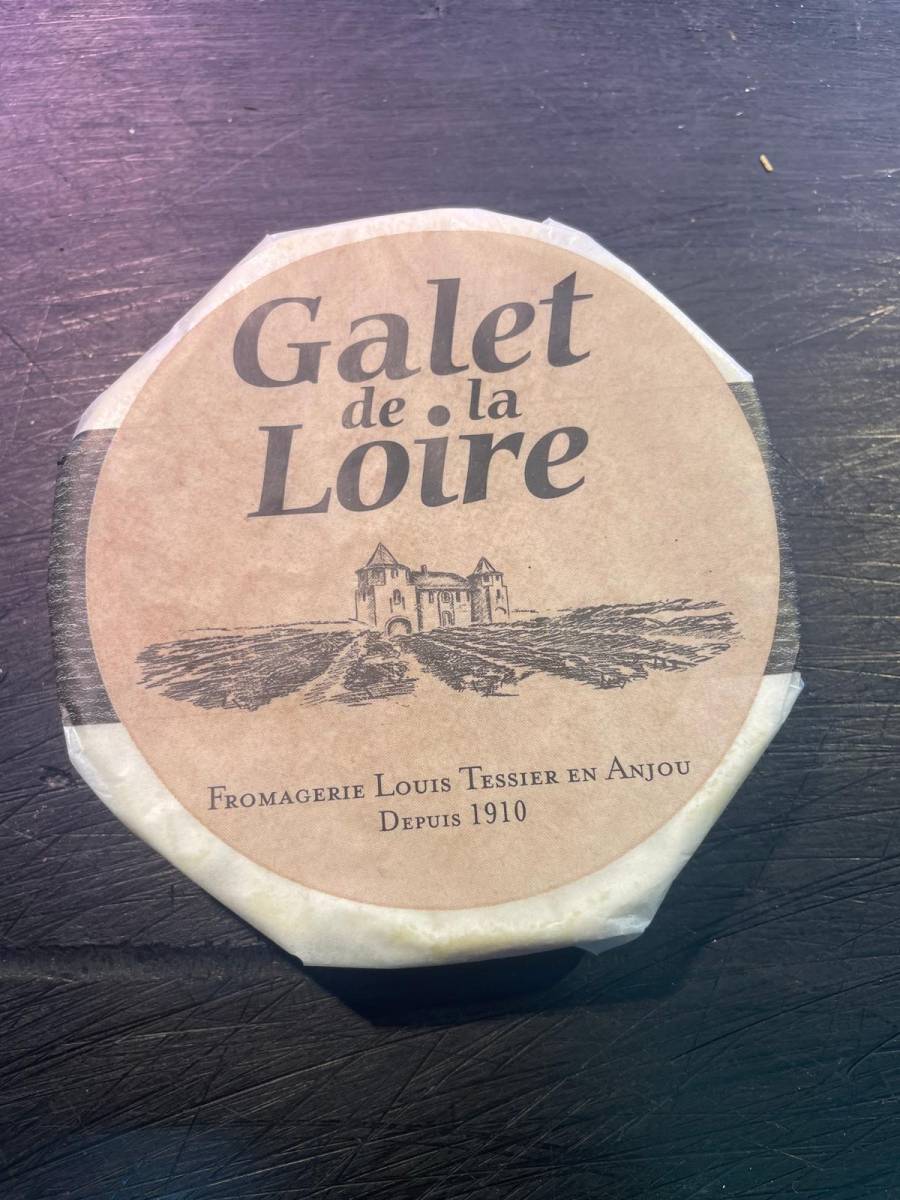 Galet
de la
Loire
Fromagerie Louis Tessier en Anjou
Depuis 1910